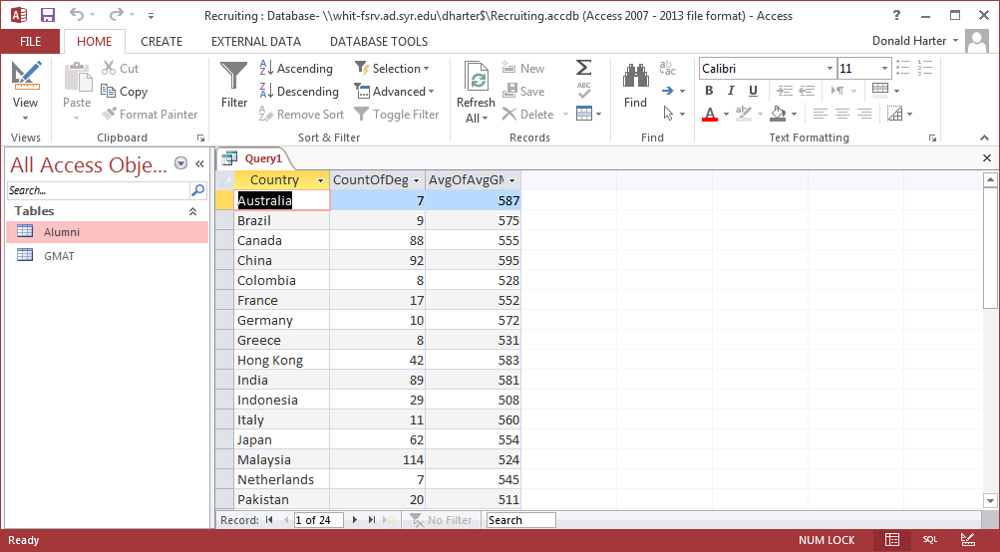 Recruiting : Database- \\whit-fsrv.ad.syr.edu\dharter$\Recruiting.accdb (Access 2007 - 2013 file format) - Access
FILE HOME CREATE EXTERNAL DATA DATABASE TOOLS Donald Harter
View
Views
Paste
Cut
Copy
Format Painter
Clipboard
Filter
Ascending
Descending
Remove Sort
Selection
Advanced
Toggle Filter
Sort & Filter
Refresh
All
New
Save
Delete
Records
Find
Find
Calibri 11
B I U
Text Formatting
All Access Obje...
Search...
Tables
Alumni
GMAT
Query1
Country CountOfDeg AvgOfAvgGM
Australia 7 587
Brazil 9 575
Canada 88 555
China 92 595
Colombia 8 528
France 17 552
Germany 10 572
Greece 8 531
Hong Kong 42 583
India 89 581
Indonesia 29 508
Italy 11 560
Japan 62 554
Malaysia 114 524
Netherlands 7 545
Pakistan 20 511
Record: 1 of 24 No Filter Search
Ready NUM LOCK SQL